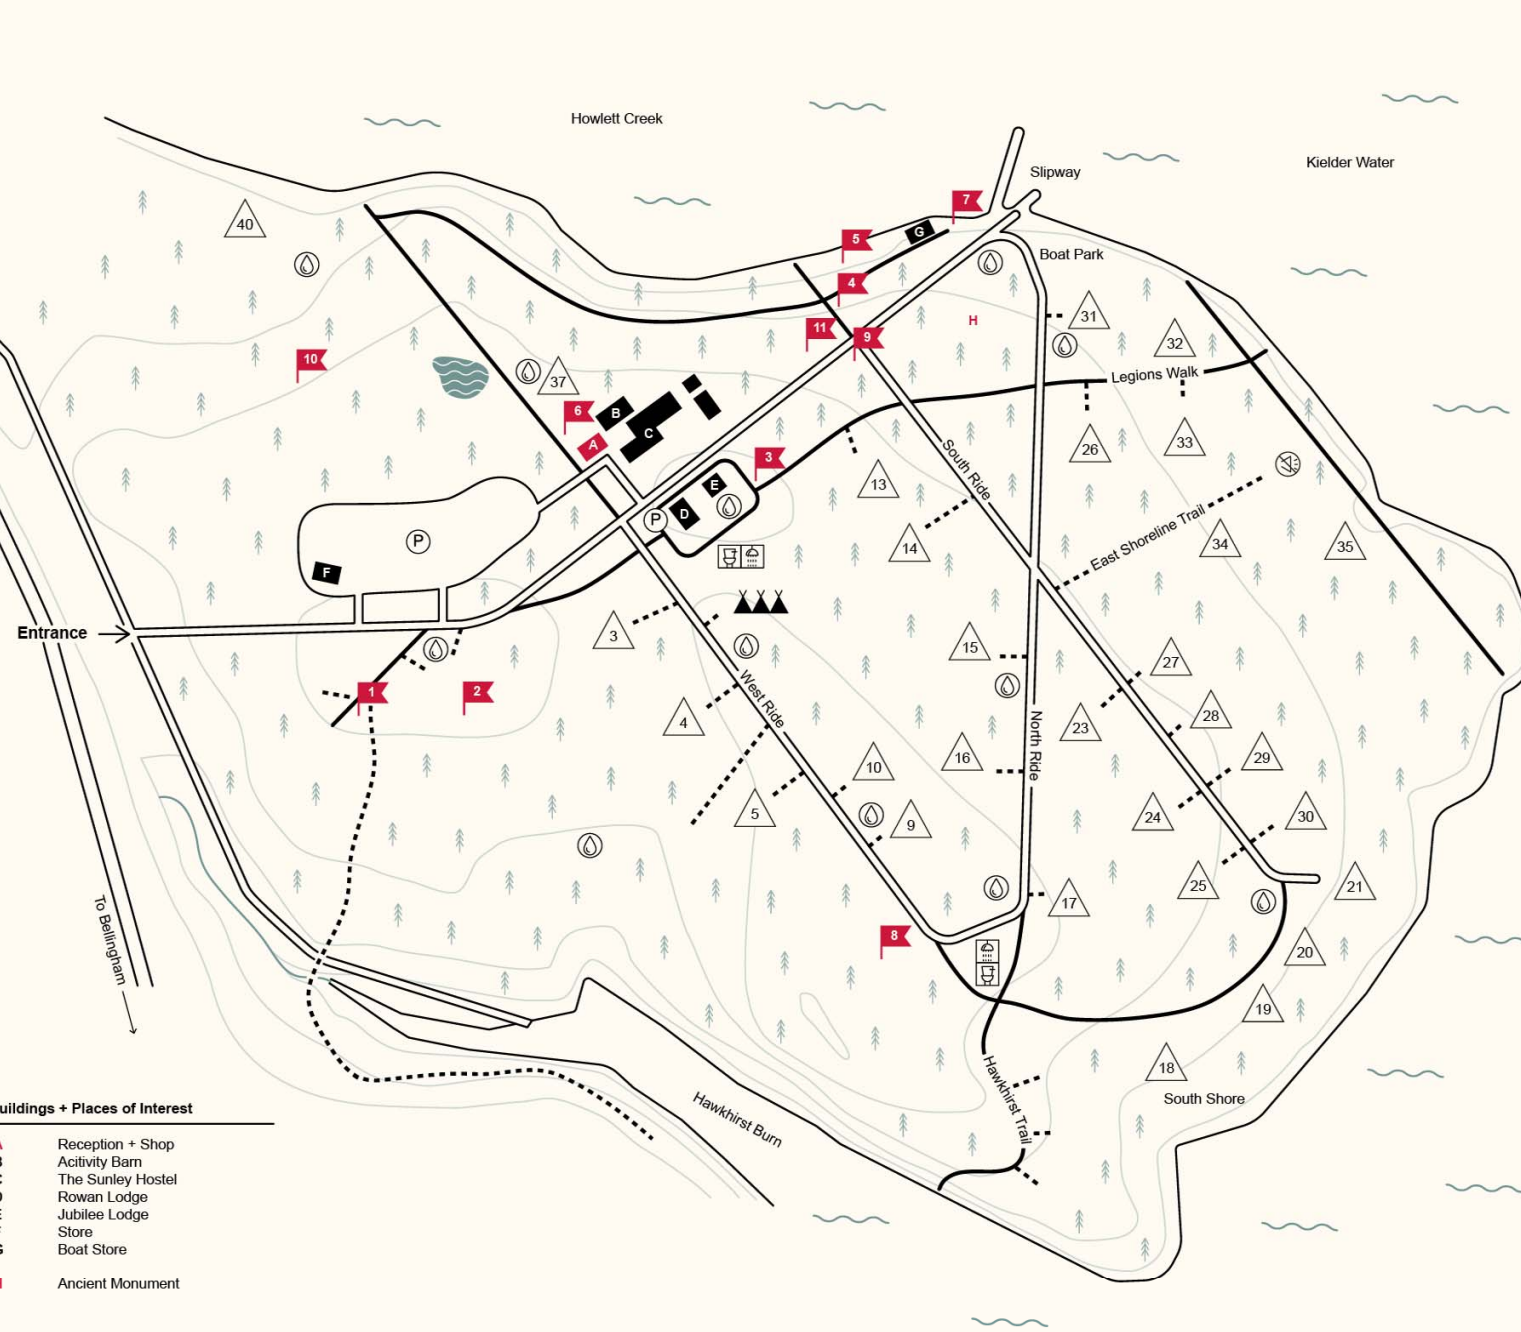 Howlett Creek
Kielder Water
Slipway
7
40
5
G
Boat Park
4
31
11
H
9
32
10
37
Legions Walk
6
B
A
C
26
33
3
South Ride
13
E
D
P
P
14
East Shoreline Trail
34
35
F
Entrance
3
15
27
1
2
West Ride
4
North Ride
23
28
10
16
29
5
9
24
30
25
21
17
To Bellingham
8
20
19
18
Hawkhirst Trail
South Shore
Hawkhirst Burn
uildings + Places of Interest
Reception + Shop
Acitivity Barn
The Sunley Hostel
Rowan Lodge
Jubilee Lodge
Store
Boat Store
Ancient Monument